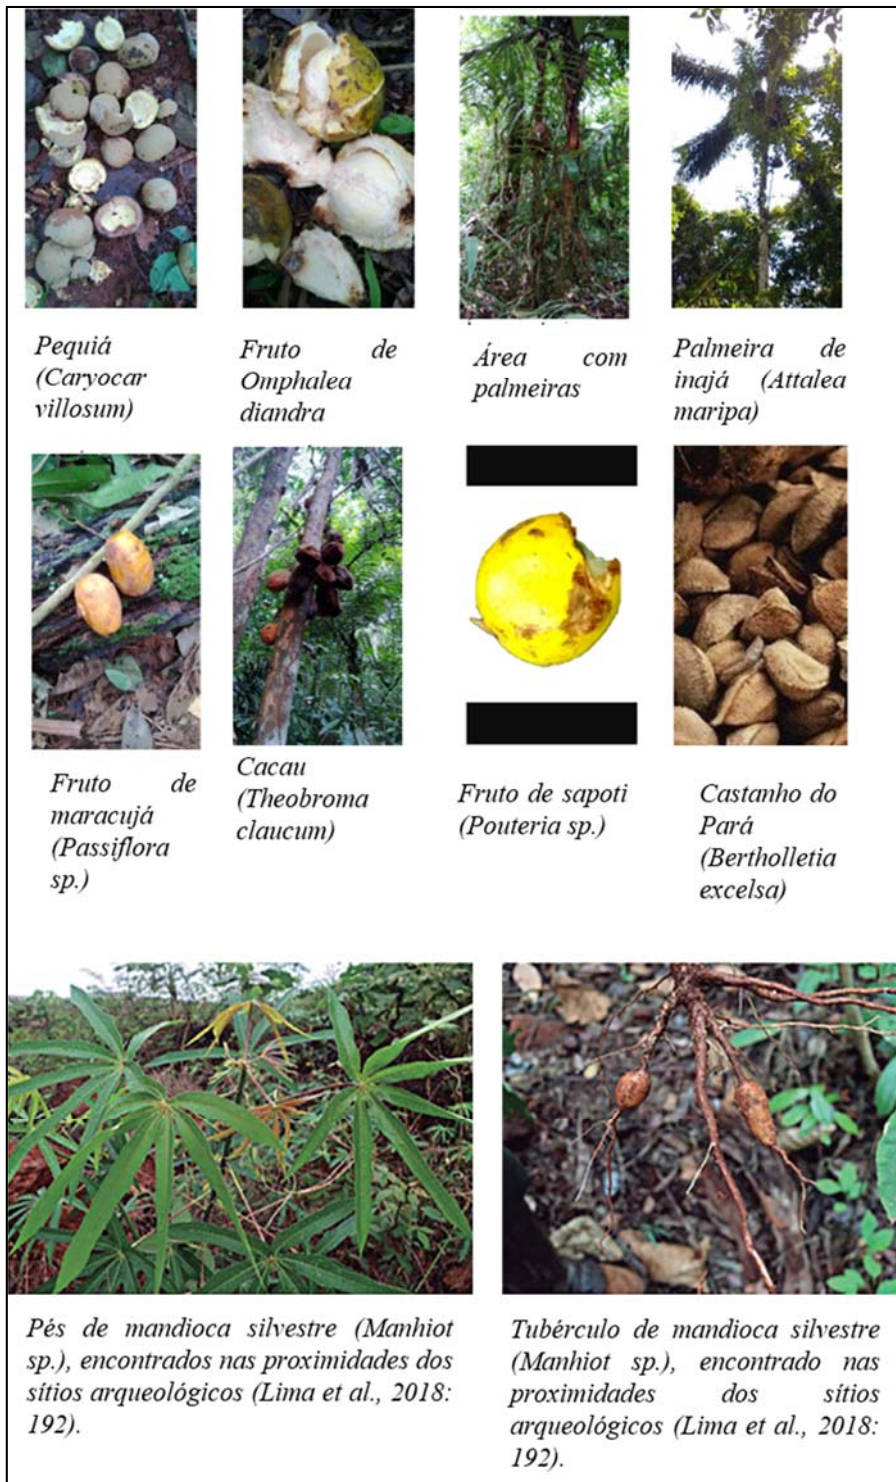 Pequiá
(Caryocar
villosum)
Fruto de
Omphalea
diandra
Área com
palmeiras
Palmeira de
inajá (Attalea
maripa)
Fruto de
maracujá
(Passiflora
sp.)
Cacau
(Theobroma
claucum)
Fruto de sapoti
(Pouteria sp.)
Castanho do
Pará
(Bertholletia
excelsa)
Pés de mandioca silvestre (Manhiot
sp.), encontrados nas proximidades dos
sítios arqueológicos (Lima et al., 2018:
192).
Tubérculo de mandioca silvestre
(Manhiot sp.), encontrado nas
proximidades dos sítios
arqueológicos (Lima et al., 2018:
192).